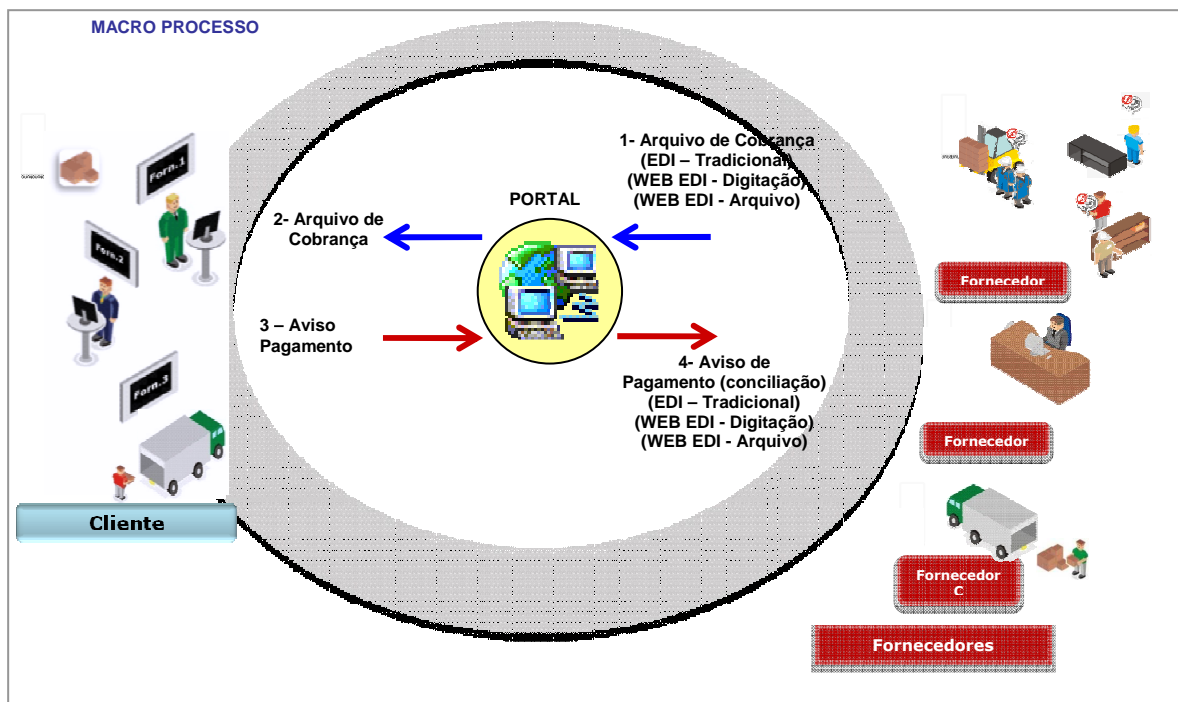 MACRO PROCESSO
Forn.1
Forn.2
Forn.3
Cliente
1- Arquivo de Cobrança
(EDI – Tradicional)
(WEB EDI - Digitação)
(WEB EDI - Arquivo)
PORTAL
2- Arquivo de
Cobrança
3 – Aviso
Pagamento
4- Aviso de
Pagamento (conciliação)
(EDI – Tradicional)
(WEB EDI - Digitação)
(WEB EDI - Arquivo)
Fornecedor
Fornecedor
Fornecedor
C
Fornecedores